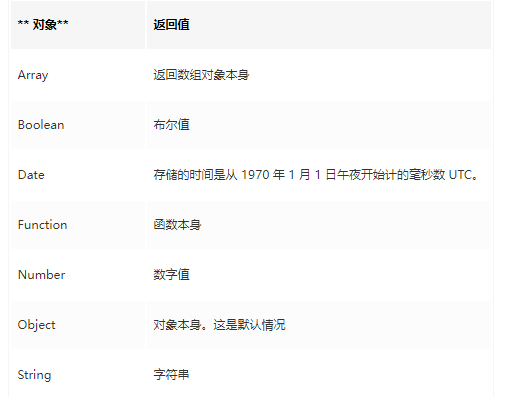 ** 对象** 返回值
Array 返回数组对象本身
Boolean 布尔值
Date 存储的时间是从 1970 年 1 月 1 日午夜开始计的毫秒数 UTC。
Function 函数本身
Number 数字值
Object 对象本身。这是默认情况
String 字符串